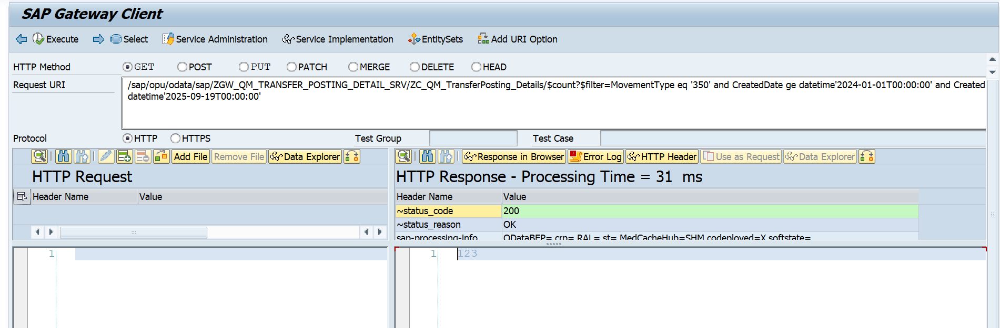 SAP Gateway Client
Execute Select Service Administration Service Implementation EntitySets Add URI Option
HTTP Method GET POST PUT PATCH MERGE DELETE HEAD
Request URI /sap/opu/odata/sap/ZGW_QM_TRANSFER_POSTING_DETAIL_SRV/ZC_QM_TransferPosting_Details/$count?$filter=MovementType eq '350' and CreatedDate ge datetime'2024-01-01T00:00:00' and Created
datetime'2025-09-19T00:00:00'
Protocol HTTP HTTPS Test Group Test Case
Add File Remove File Data Explorer
Response in Browser Error Log HTTP Header Use as Request Data Explorer
HTTP Request
HTTP Response - Processing Time = 31 ms
Header Name Value
Header Name Value
~status_code 200
~status_reason OK
sap-processing-info ODataBEP= crp= RAL= st= MedCacheHub=SHM codeployed=X softstate=
1
1 123